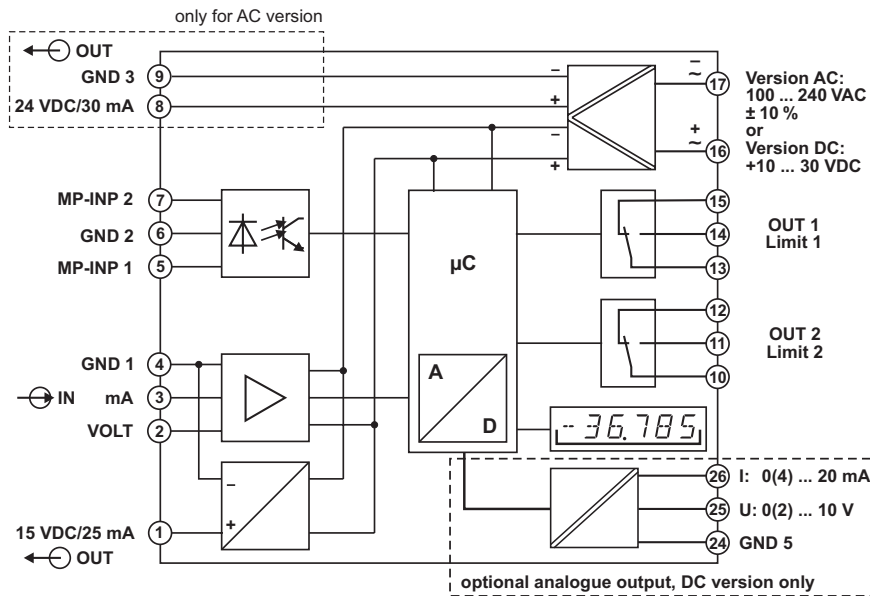 only for AC version
OUT
GND 3
9
24 VDC/30 mA
8
MP-INP 2
7
GND 2
6
MP-INP 1
5
GND 1
4
IN
mA
3
VOLT
2
15 VDC/25 mA
1
OUT
–
+
–
+
–
+
µC
A
D
-36.785
–
~
17
+
~
16
Version AC:
100 ... 240 VAC
± 10 %
or
Version DC:
+10 ... 30 VDC
15
14
13
OUT 1
Limit 1
12
11
10
OUT 2
Limit 2
26
I: 0(4) ... 20 mA
25
U: 0(2) ... 10 V
24
GND 5
optional analogue output, DC version only